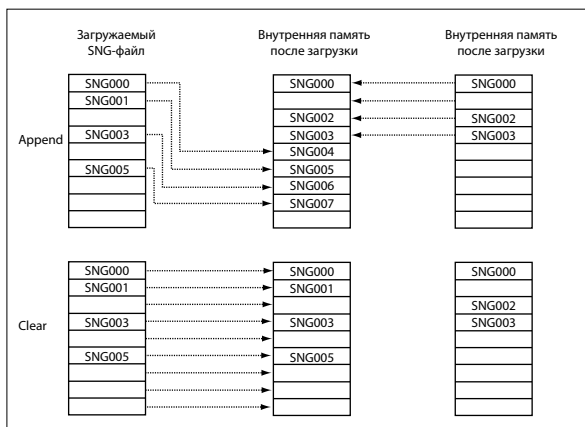 Загружаемый
SNG-файл
Внутренняя память
после загрузки
Внутренняя память
после загрузки
Append
SNG000
SNG001
SNG003
SNG005
SNG000
SNG002
SNG003
SNG004
SNG005
SNG006
SNG007
SNG000
SNG002
SNG003
Clear
SNG000
SNG001
SNG003
SNG005
SNG000
SNG001
SNG003
SNG005
SNG000
SNG002
SNG003